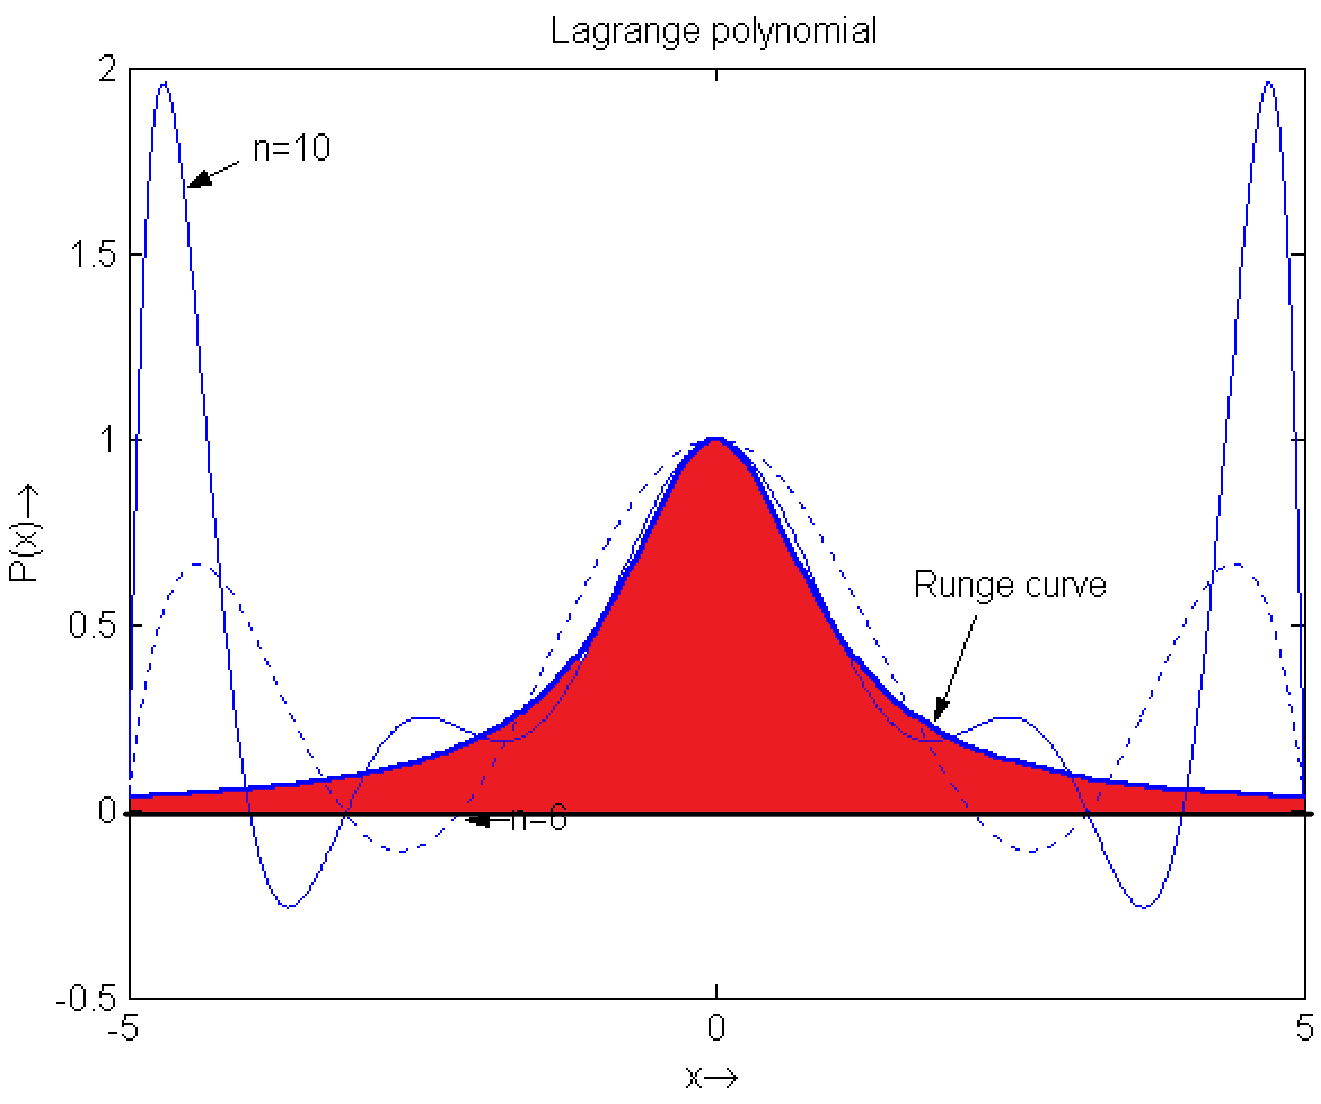 Lagrange polynomial
2
n=10
1.5
1
P(x)→
Runge curve
0.5
0
-0.5
-5
0
5
x→